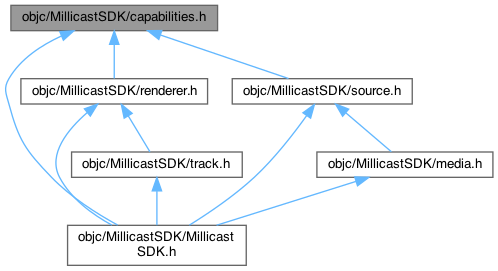 objc/MillicastSDK/capabilities.h
objc/MillicastSDK/renderer.h
objc/MillicastSDK/source.h
objc/MillicastSDK/track.h
objc/MillicastSDK/media.h
objc/MillicastSDK/Millicast
SDK.h